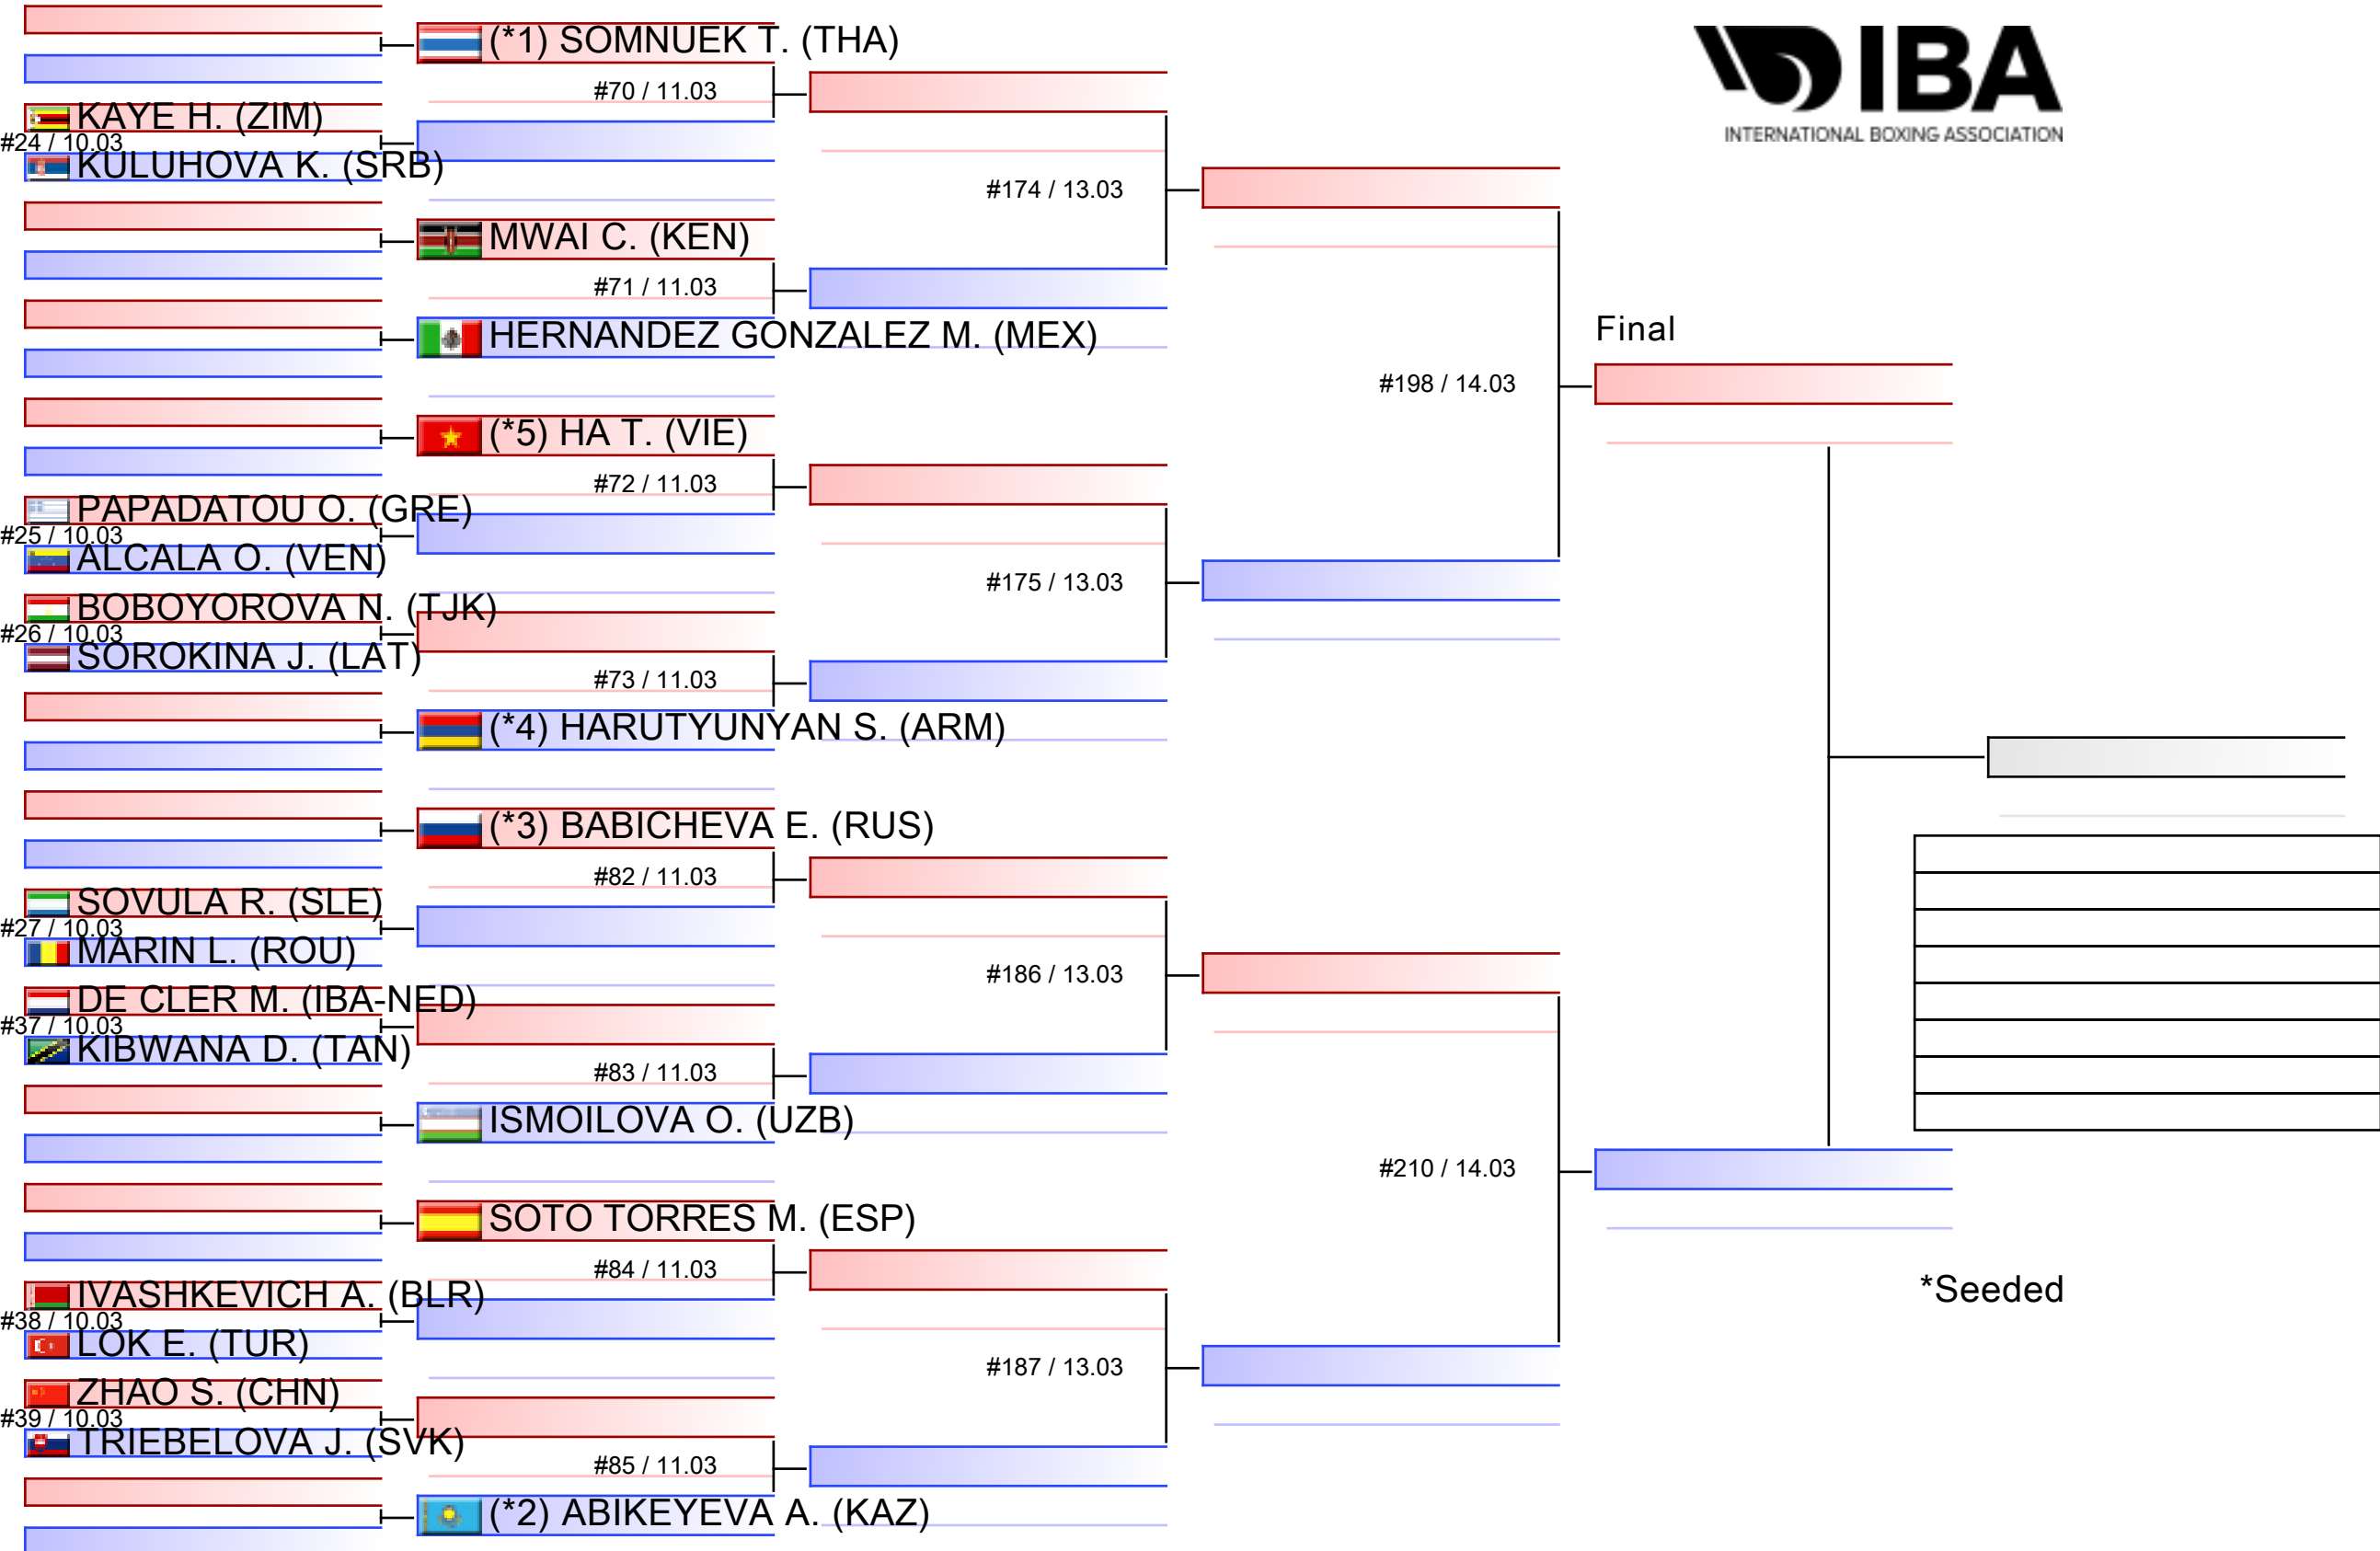 (*1) SOMNUEK T. (THA)
IBA
INTERNATIONAL BOXING ASSOCIATION
#70 / 11.03
KAYE H. (ZIM)
#24 / 10.03
KULUHOVA K. (SRB)
#174 / 13.03
MWAI C. (KEN)
#71 / 11.03
HERNANDEZ GONZALEZ M. (MEX)
Final
#198 / 14.03
(*5) HA T. (VIE)
#72 / 11.03
PAPADATOU O. (GRE)
#25 / 10.03
ALCALA O. (VEN)
#175 / 13.03
BOBOYOROVA N. (TJK)
#26 / 10.03
SOROKINA J. (LAT)
#73 / 11.03
(*4) HARUTYUNYAN S. (ARM)
(*3) BABICHEVA E. (RUS)
#82 / 11.03
SOVULA R. (SLE)
#27 / 10.03
MARIN L. (ROU)
#186 / 13.03
DE CLER M. (IBA-NED)
#37 / 10.03
KIBWANA D. (TAN)
#83 / 11.03
ISMOILOVA O. (UZB)
#210 / 14.03
SOTO TORRES M. (ESP)
#84 / 11.03
*Seeded
IVASHKEVICH A. (BLR)
#38 / 10.03
LOK E. (TUR)
#187 / 13.03
ZHAO S. (CHN)
#39 / 10.03
TRIEBELOVA J. (SVK)
#85 / 11.03
(*2) ABIKEYEVA A. (KAZ)